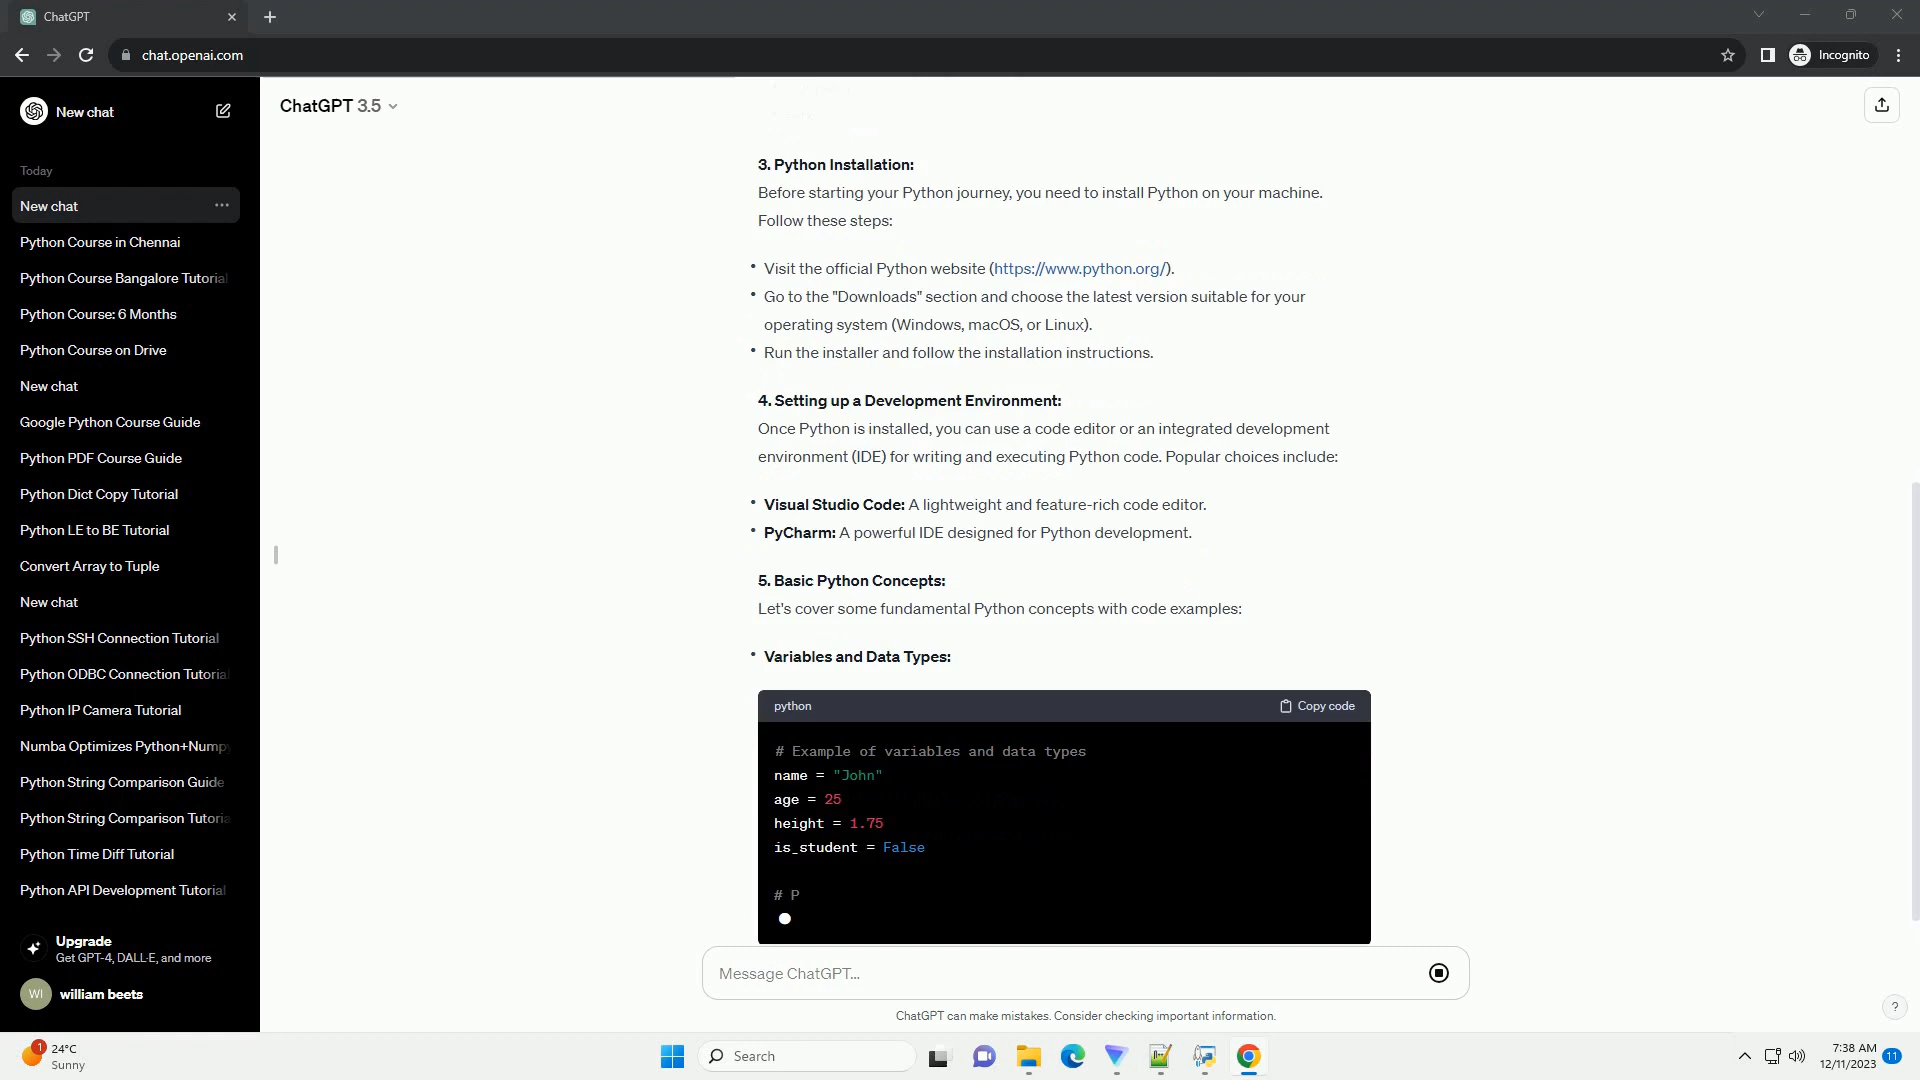 ChatGPT
chat.openai.com
Incognito
New chat
Today
New chat
Python Course in Chennai
Python Course Bangalore Tutorial
Python Course: 6 Months
Python Course on Drive
New chat
Google Python Course Guide
Python PDF Course Guide
Python Dict Copy Tutorial
Python LE to BE Tutorial
Convert Array to Tuple
New chat
Python SSH Connection Tutorial
Python ODBC Connection Tutorial
Python IP Camera Tutorial
Numba Optimizes Python+Numpy
Python String Comparison Guide
Python String Comparison Tutoria
Python Time Diff Tutorial
Python API Development Tutorial
Upgrade
Get GPT-4, DALL·E, and more
WI
william beets
ChatGPT 3.5
3. Python Installation:
Before starting your Python journey, you need to install Python on your machine.
Follow these steps:
• Visit the official Python website (https://www.python.org/).
• Go to the "Downloads" section and choose the latest version suitable for your
operating system (Windows, macOS, or Linux).
• Run the installer and follow the installation instructions.
4. Setting up a Development Environment:
Once Python is installed, you can use a code editor or an integrated development
environment (IDE) for writing and executing Python code. Popular choices include:
• Visual Studio Code: A lightweight and feature-rich code editor.
• PyCharm: A powerful IDE designed for Python development.
5. Basic Python Concepts:
Let's cover some fundamental Python concepts with code examples:
• Variables and Data Types:
python
Copy code
# Example of variables and data types
name = "John"
age = 25
height = 1.75
is_student = False
# P
Message ChatGPT...
ChatGPT can make mistakes. Consider checking important information.
?
1
24°C
Sunny
Search
7:38 AM
12/11/2023
11